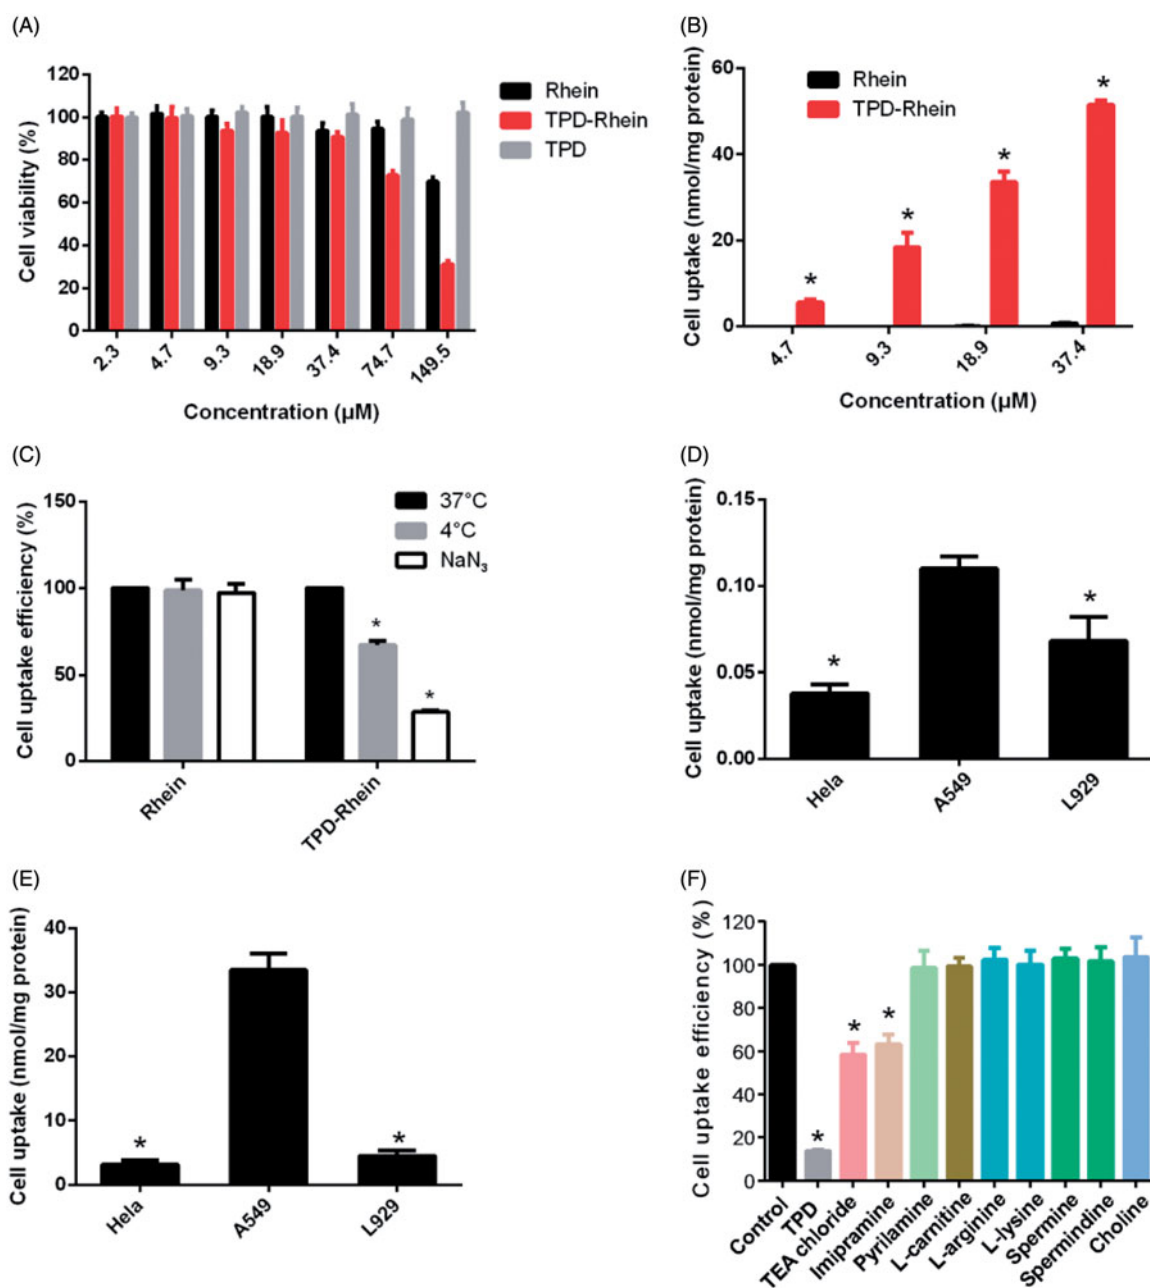 (A)
Cell viability (%)
120
100
80
60
40
20
0
Rhein
TPD-Rhein
TPD
2.3
4.7
9.3
18.9
37.4
74.7
149.5
Concentration (µM)
(B)
Cell uptake (nmol/mg protein)
60
40
20
0
Rhein
TPD-Rhein
*
*
*
*
4.7
9.3
18.9
37.4
Concentration (µM)
(C)
Cell uptake efficiency (%)
150
100
50
0
37°C
4°C
NaN₃
*
*
Rhein
TPD-Rhein
(D)
Cell uptake (nmol/mg protein)
0.15
0.10
0.05
0.00
*
*
Hela
A549
L929
(E)
Cell uptake (nmol/mg protein)
40
30
20
10
0
*
*
Hela
A549
L929
(F)
Cell uptake efficiency (%)
120
100
80
60
40
20
0
*
*
*
Control
TPD
TEA chloride
Imipramine
Pyrilamine
L-carnitine
L-arginine
L-lysine
Spermine
Spermindine
Choline